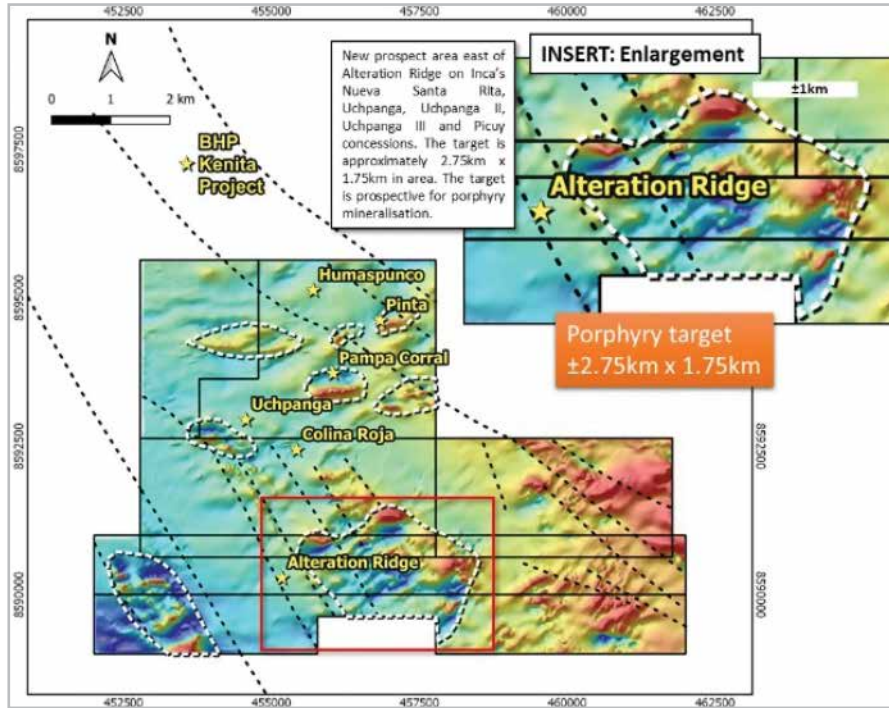 452500 455000 457500 460000 462500
N
0 1 2 km
New prospect area east of
Alteration Ridge on Inca's
Nueva Santa Rita,
Uchpanga, Uchpanga II,
Uchpanga III and Picuy
concessions. The target is
approximately 2.75km x
1.75km in area. The target
is prospective for porphyry
mineralisation.
INSERT: Enlargement
±1km
8597500
BHP
Kenita
Project
Alteration Ridge
Humaspunco
8595000
Pinta
Porphyry target
±2.75km x 1.75km
Pampa Corral
Uchpanga
Colina Roja
8592500
8592500
Alteration Ridge
8590000
8590000
452500 455000 457500 460000 462500